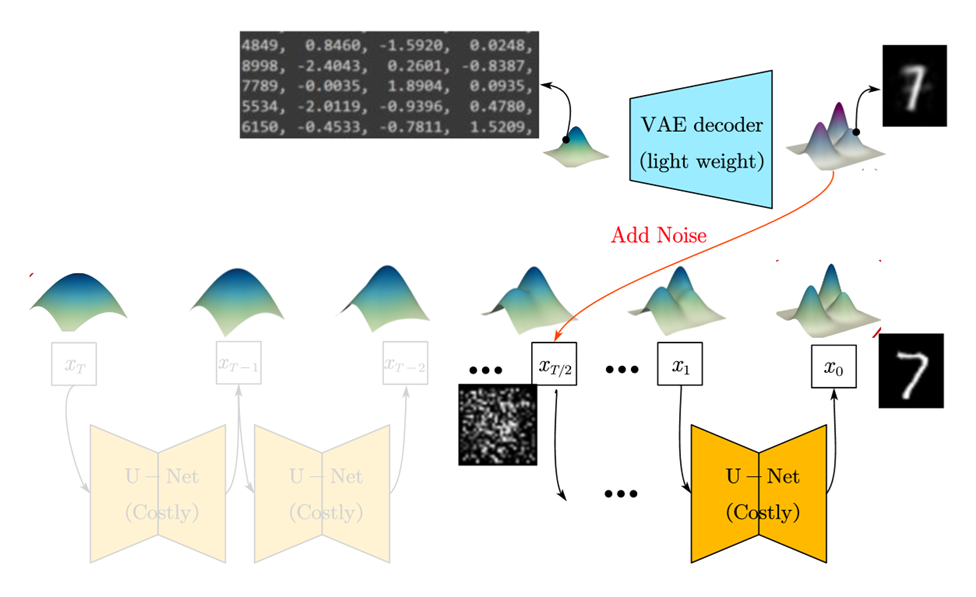 4849, 0.8460, -1.5920, 0.0248,
8998, -2.4043, 0.2601, -0.8387,
7789, -0.0035, 1.8904, 0.0935,
5534, -2.0119, -0.9396, 0.4780,
6150, -0.4533, -0.7811, 1.5209,
7
VAE decoder
(light weight)
Add Noise
x_T
x_{T-1}
x_{T-2}
•••
x_{T/2}
•••
x_1
x_0
7
U – Net
(Costly)
U – Net
(Costly)
•••
U – Net
(Costly)